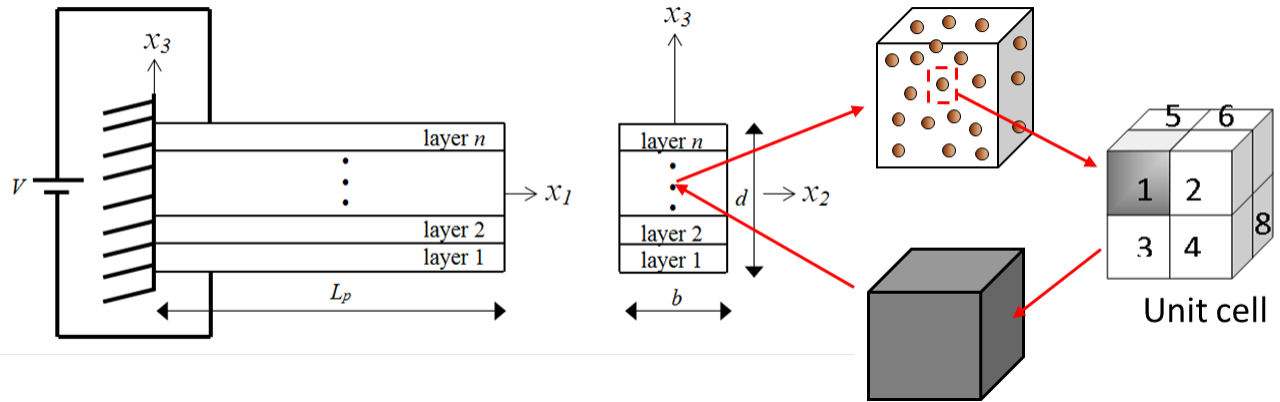 x3
layer n
V
x1
layer 2
layer 1
Lp
x3
layer n
d
x2
layer 2
layer 1
b
5 6
1 2
3 4
8
Unit cell